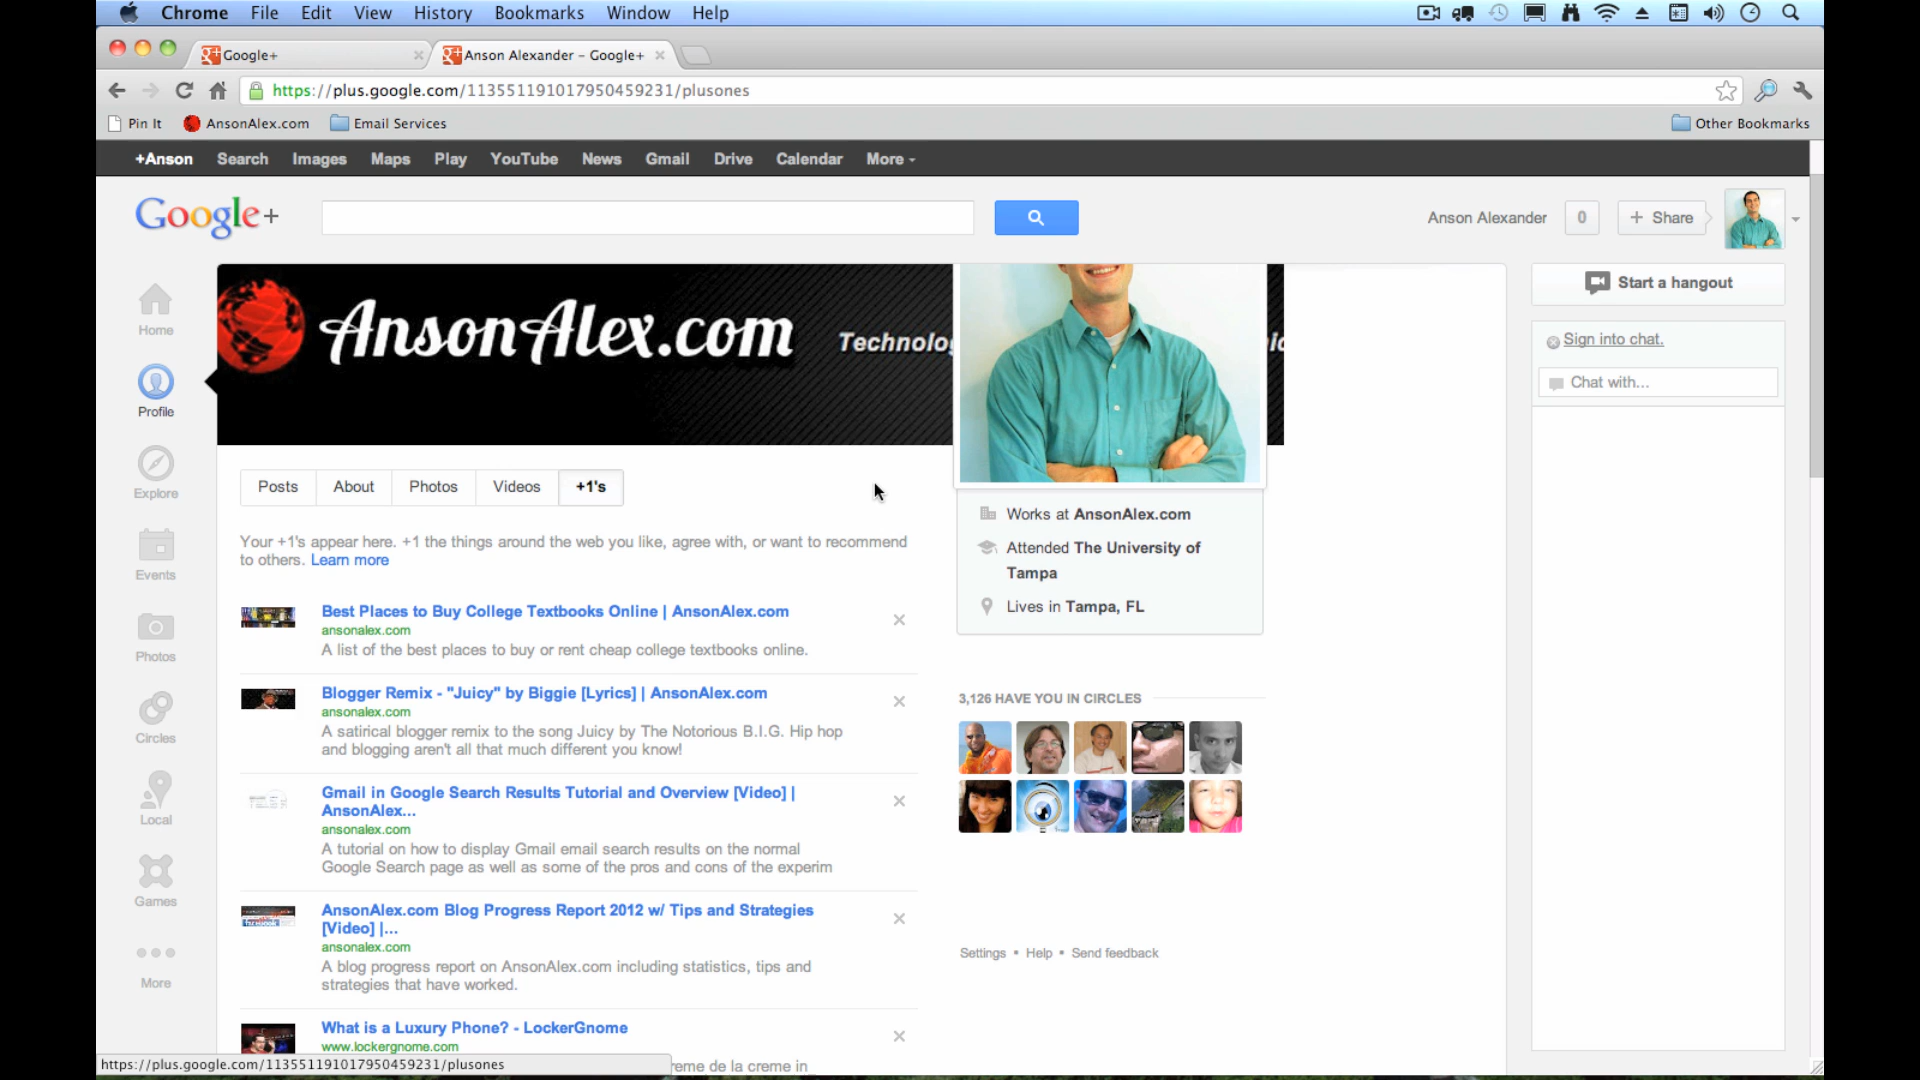 Chrome File Edit View History Bookmarks Window Help
Google+
Anson Alexander – Google+
https://plus.google.com/113551191017950459231/plusones
Pin It AnsonAlex.com Email Services Other Bookmarks
+Anson Search Images Maps Play YouTube News Gmail Drive Calendar More
Google+
Anson Alexander 0 + Share
Home
Profile
Explore
Events
Photos
Circles
Local
Games
More
AnsonAlex.com
Posts About Photos Videos +1's
Your +1's appear here. +1 the things around the web you like, agree with, or want to recommend
to others. Learn more
Best Places to Buy College Textbooks Online | AnsonAlex.com
ansonalex.com
A list of the best places to buy or rent cheap college textbooks online.
Blogger Remix - "Juicy" by Biggie [Lyrics] | AnsonAlex.com
ansonalex.com
A satirical blogger remix to the song Juicy by The Notorious B.I.G. Hip hop
and blogging aren't all that much different you know!
Gmail in Google Search Results Tutorial and Overview [Video] |
AnsonAlex...
ansonalex.com
A tutorial on how to display Gmail email search results on the normal
Google Search page as well as some of the pros and cons of the experim
AnsonAlex.com Blog Progress Report 2012 w/ Tips and Strategies
[Video] |...
ansonalex.com
A blog progress report on AnsonAlex.com including statistics, tips and
strategies that have worked.
What is a Luxury Phone? - LockerGnome
www.lockergnome.com
reme de la creme in
https://plus.google.com/113551191017950459231/plusones
Works at AnsonAlex.com
Attended The University of
Tampa
Lives in Tampa, FL
3,126 HAVE YOU IN CIRCLES
Settings • Help • Send feedback
Start a hangout
Sign into chat.
Chat with...